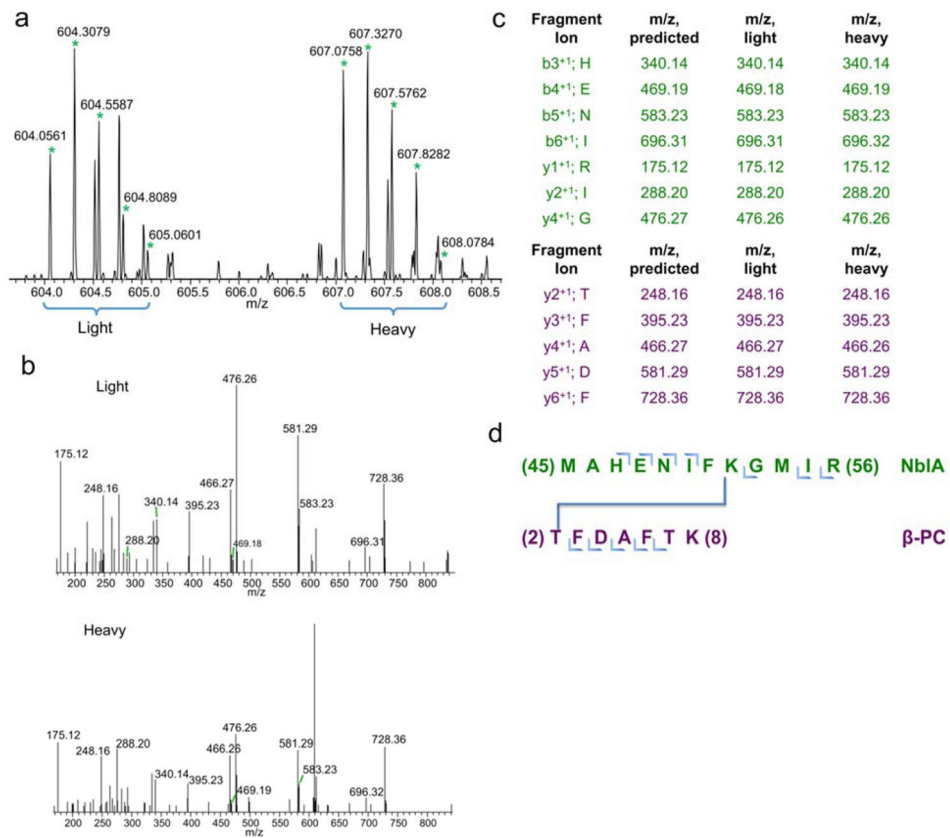 a
604.3079
604.0561
604.5587
604.8089
605.0601
607.3270
607.0758
607.5762
607.8282
608.0784
604.0 604.5 605.0 605.5 606.0 606.5 607.0 607.5 608.0 608.5
m/z
Light
Heavy
b
Light
476.26
581.29
175.12
728.36
248.16
466.27
340.14
395.23
583.23
288.20
469.18
696.31
200 250 300 350 400 450 500 550 600 650 700 750 800
m/z
Heavy
476.26
175.12
288.20
248.16
466.26
581.29
728.36
340.14
395.23
583.23
469.19
696.32
200 250 300 350 400 450 500 550 600 650 700 750 800
m/z
c
Fragment Ion m/z, predicted m/z, light m/z, heavy
b3+1; H 340.14 340.14 340.14
b4+1; E 469.19 469.18 469.19
b5+1; N 583.23 583.23 583.23
b6+1; I 696.31 696.31 696.32
y1+1; R 175.12 175.12 175.12
y2+1; I 288.20 288.20 288.20
y4+1; G 476.27 476.26 476.26
Fragment Ion m/z, predicted m/z, light m/z, heavy
y2+1; T 248.16 248.16 248.16
y3+1; F 395.23 395.23 395.23
y4+1; A 466.27 466.27 466.26
y5+1; D 581.29 581.29 581.29
y6+1; F 728.36 728.36 728.36
d
(45) M A H E N I F K G M I R (56) NblA
(2) T F D A F T K (8) β-PC